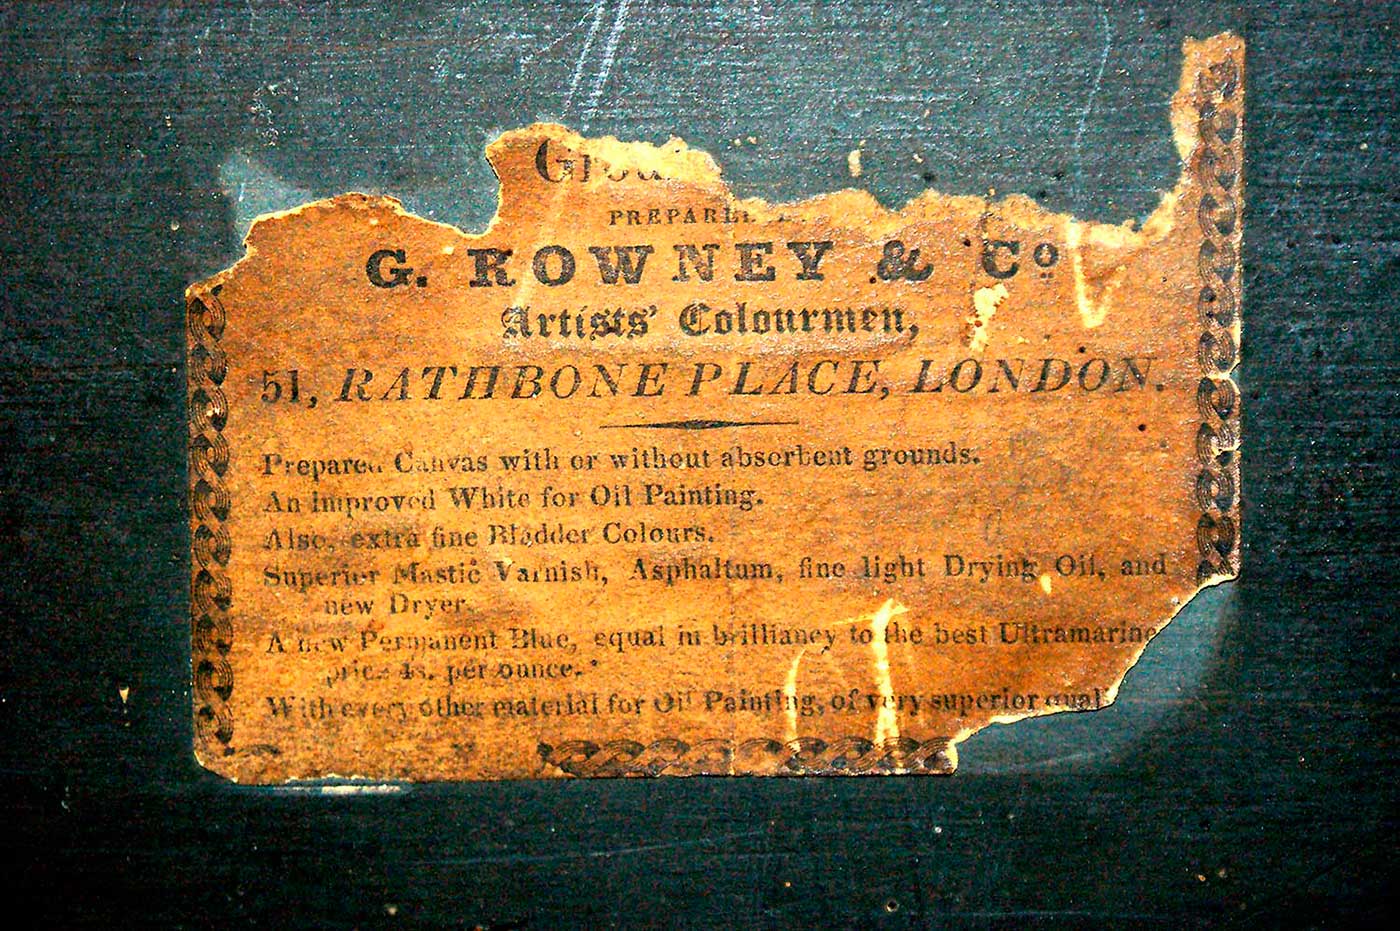 G. ROWNEY & Co
Artists' Colourmen,
51, RATHBONE PLACE, LONDON.
Prepared Canvas with or without absorbent grounds.
An improved White for Oil Painting.
Also, extra fine Bladder Colours.
Superior Mastic Varnish, Asphaltum, fine light Drying Oil, and
new Dryer.
A new Permanent Blue, equal in brilliancy to the best Ultramarine
price 4s. per ounce.
With every other material for Oil Painting, of very superior